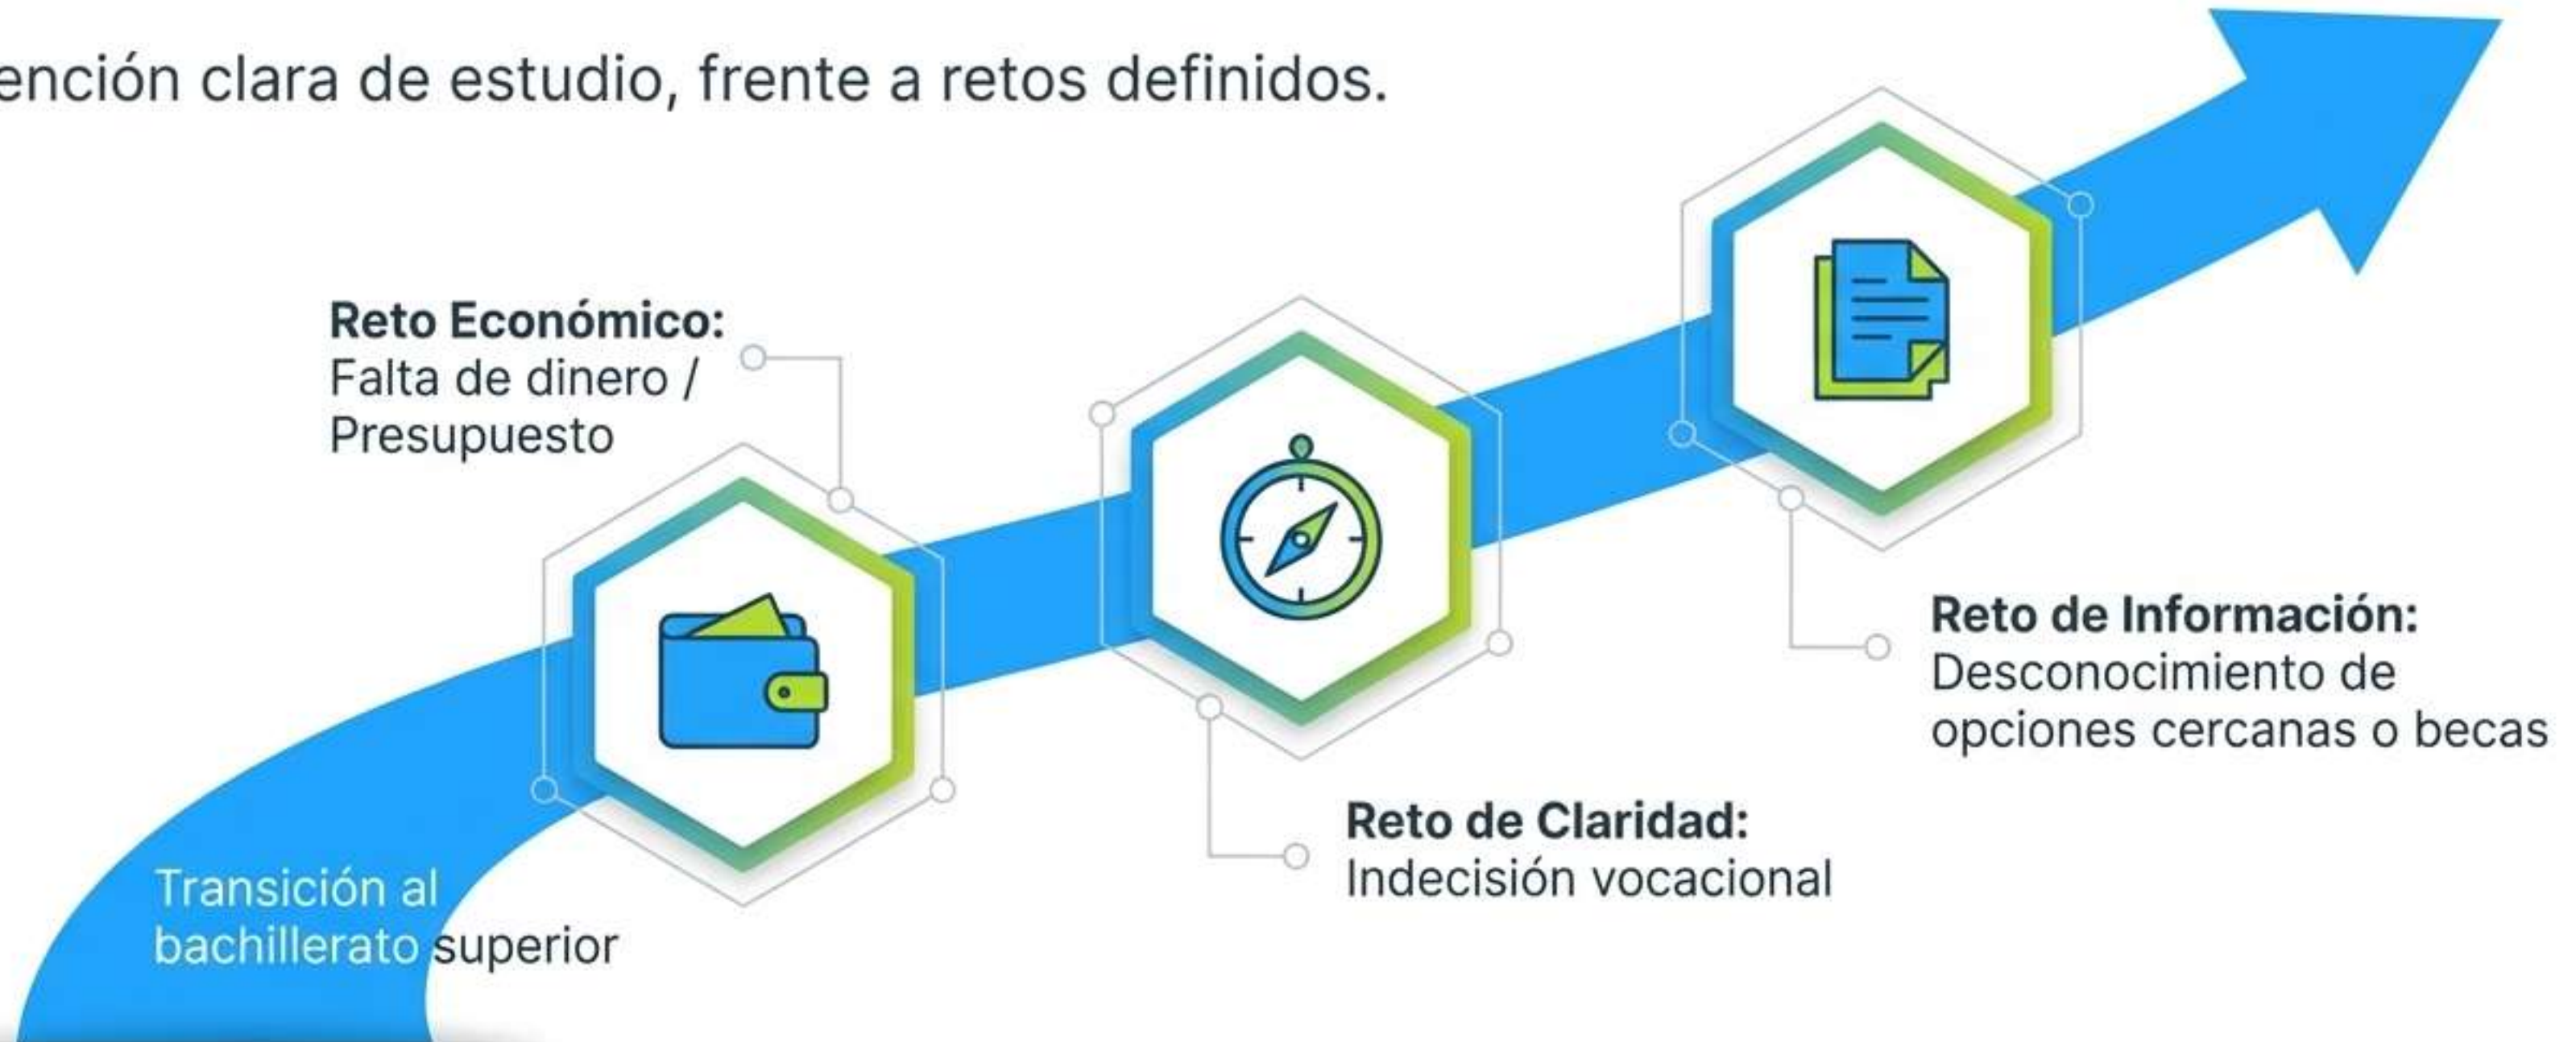 ención clara de estudio, frente a retos definidos.
Reto Económico:
Falta de dinero /
Presupuesto
Reto de Información:
Desconocimiento de
opciones cercanas o becas
Reto de Claridad:
Indecisión vocacional
Transición al
bachillerato superior